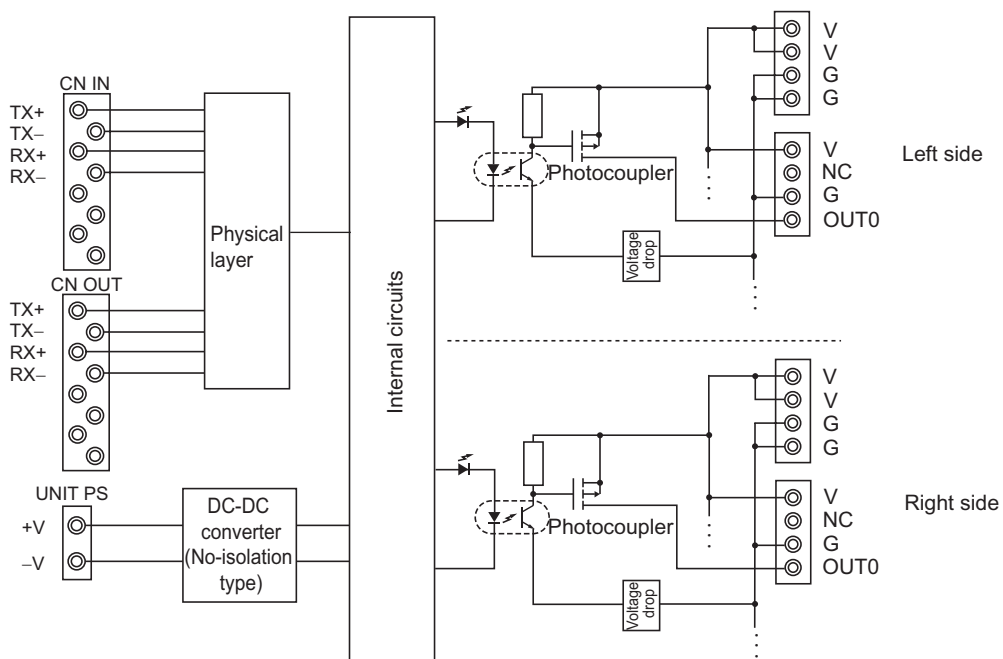 CN IN
TX+
TX−
RX+
RX−
CN OUT
TX+
TX−
RX+
RX−
Physical
layer
UNIT PS
+V
−V
DC-DC
converter
(No-isolation
type)
Internal circuits
Photocoupler
Voltage
drop
V
V
G
G
V
NC
G
OUT0
Left side
Photocoupler
Voltage
drop
V
V
G
G
V
NC
G
OUT0
Right side